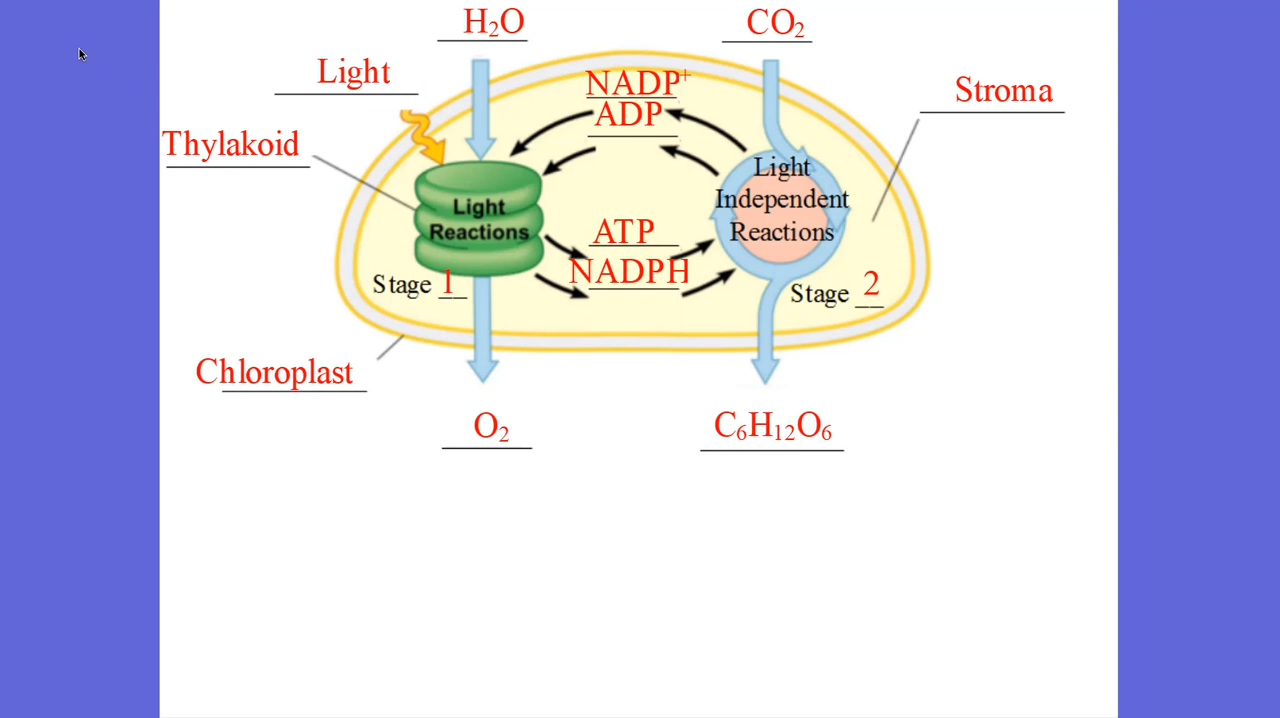 H₂O
CO₂
Light
NADP⁺
Stroma
ADP
Thylakoid
Light
Independent
Reactions
Light
Reactions
ATP
NADPH
Stage 1
Stage 2
Chloroplast
O₂
C₆H₁₂O₆